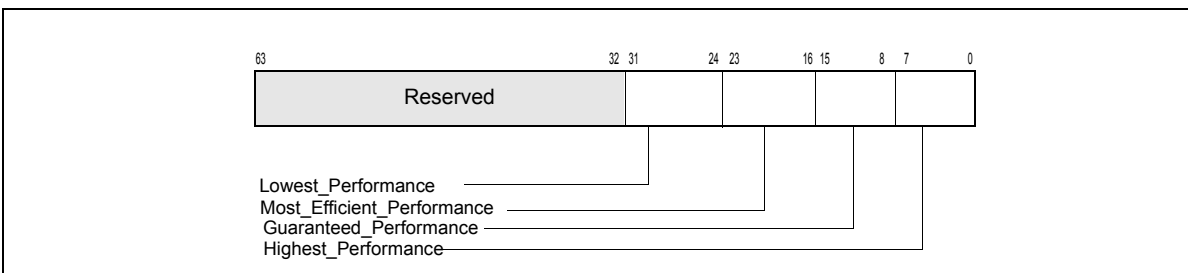 63 32 31 24 23 16 15 8 7 0
Reserved
Lowest_Performance
Most_Efficient_Performance
Guaranteed_Performance
Highest_Performance